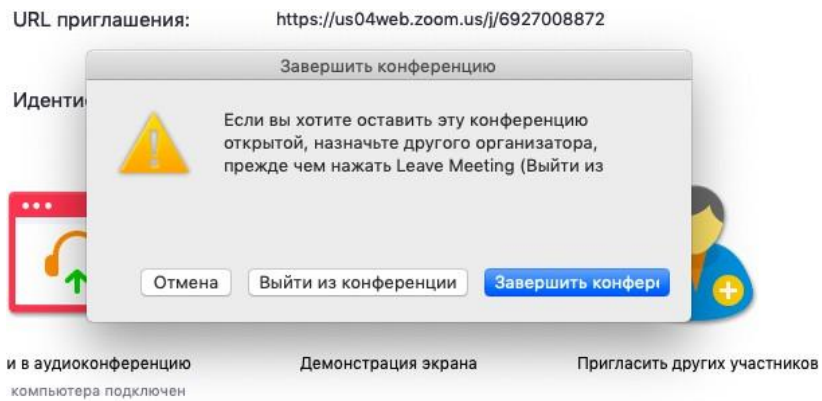 URL приглашения: https://us04web.zoom.us/j/6927008872
Завершить конференцию
Иденти
Если вы хотите оставить эту конференцию
открытой, назначьте другого организатора,
прежде чем нажать Leave Meeting (Выйти из
Отмена Выйти из конференции Завершить конфер
и в аудиоконференцию Демонстрация экрана Пригласить других участников
компьютера подключен